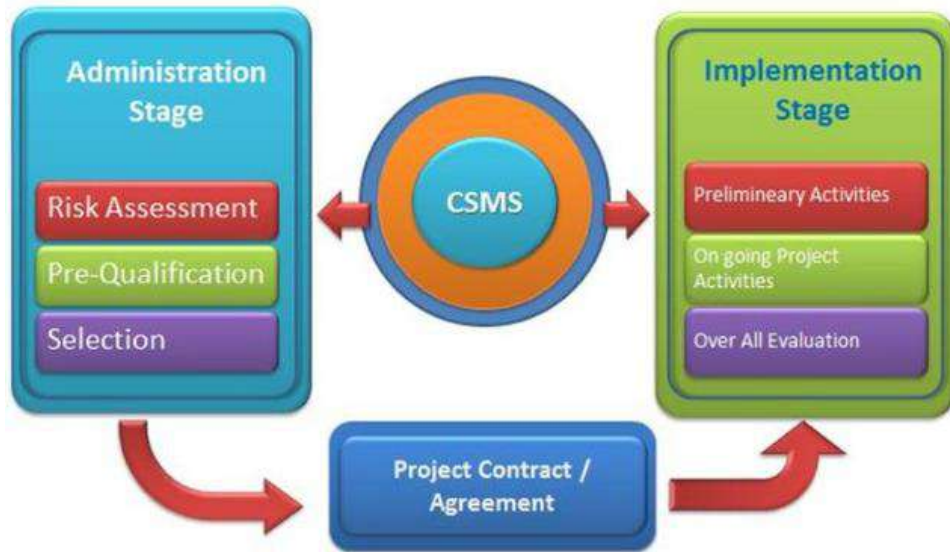 Administration
Stage
Risk Assessment
Pre-Qualification
Selection
CSMS
Implementation
Stage
Prelimineary Activities
On going Project
Activities
Over All Evaluation
Project Contract /
Agreement